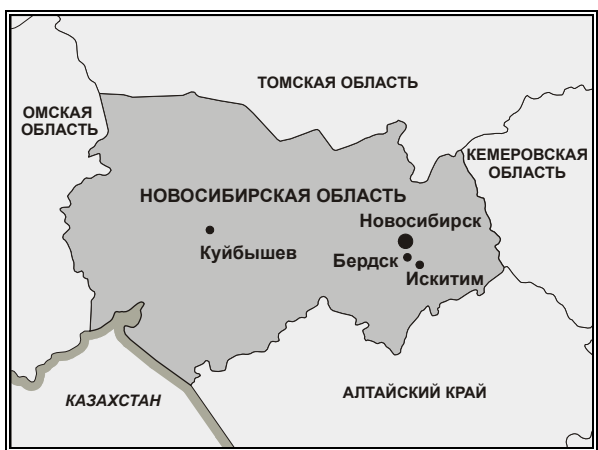 ТОМСКАЯ ОБЛАСТЬ
ОМСКАЯ
ОБЛАСТЬ
КЕМЕРОВСКАЯ
ОБЛАСТЬ
НОВОСИБИРСКАЯ ОБЛАСТЬ
Новосибирск
Куйбышев
Бердск
Искитим
КАЗАХСТАН
АЛТАЙСКИЙ КРАЙ